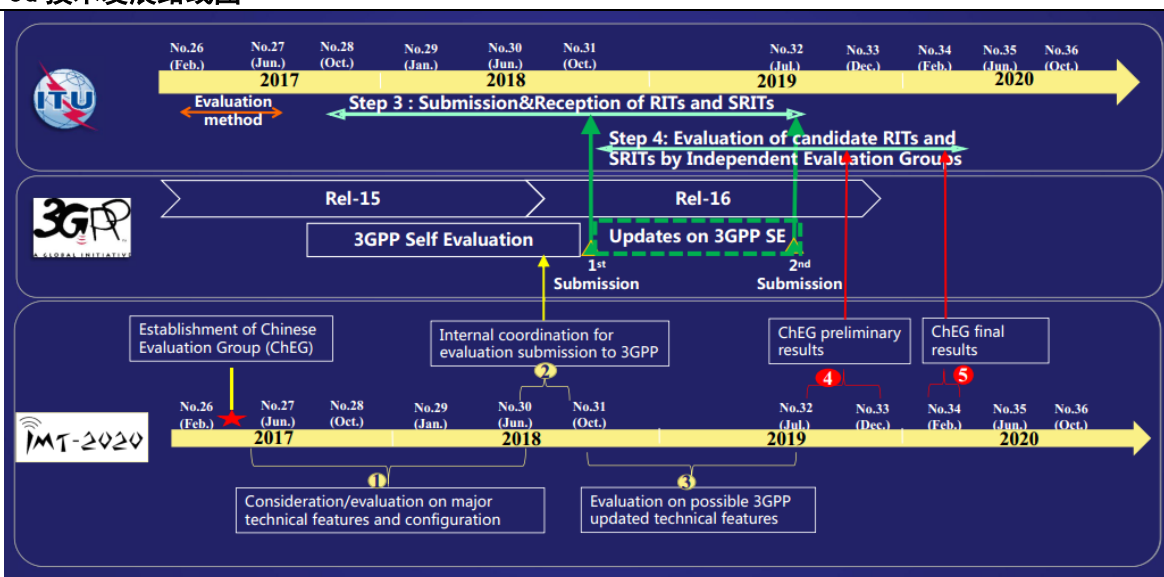 5G技术发展路线图
No.26 No.27 No.28 No.29 No.30 No.31 No.32 No.33 No.34 No.35 No.36
(Feb.) (Jun.) (Oct.) (Jan.) (Jun.) (Oct.) (Jul.) (Dec.) (Feb.) (Jun.) (Oct.)
2017 2018 2019 2020
ITU
Evaluation
method
Step 3 : Submission&Reception of RITs and SRITs
Step 4: Evaluation of candidate RITs and
SRITs by Independent Evaluation Groups
Rel-15 Rel-16
3GPP
A GLOBAL INITIATIVE
3GPP Self Evaluation
Updates on 3GPP SE
1st
Submission
2nd
Submission
Establishment of Chinese
Evaluation Group (ChEG)
Internal coordination for
evaluation submission to 3GPP
ChEG preliminary
results
ChEG final
results
2
4
5
No.26 No.27 No.28 No.29 No.30 No.31 No.32 No.33 No.34 No.35 No.36
(Feb.) (Jun.) (Oct.) (Jan.) (Jun.) (Oct.) (Jul.) (Dec.) (Feb.) (Jun.) (Oct.)
IMT-2020
2017 2018 2019 2020
1
3
Consideration/evaluation on major
technical features and configuration
Evaluation on possible 3GPP
updated technical features